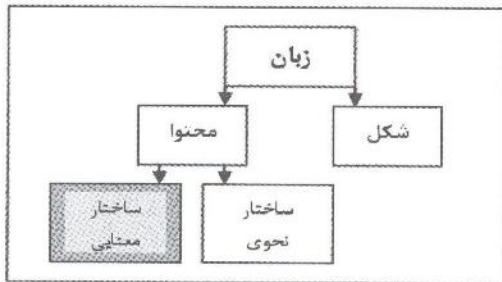 زبان
شکل
محتوا
ساختار
نحوی
ساختار
معنایی